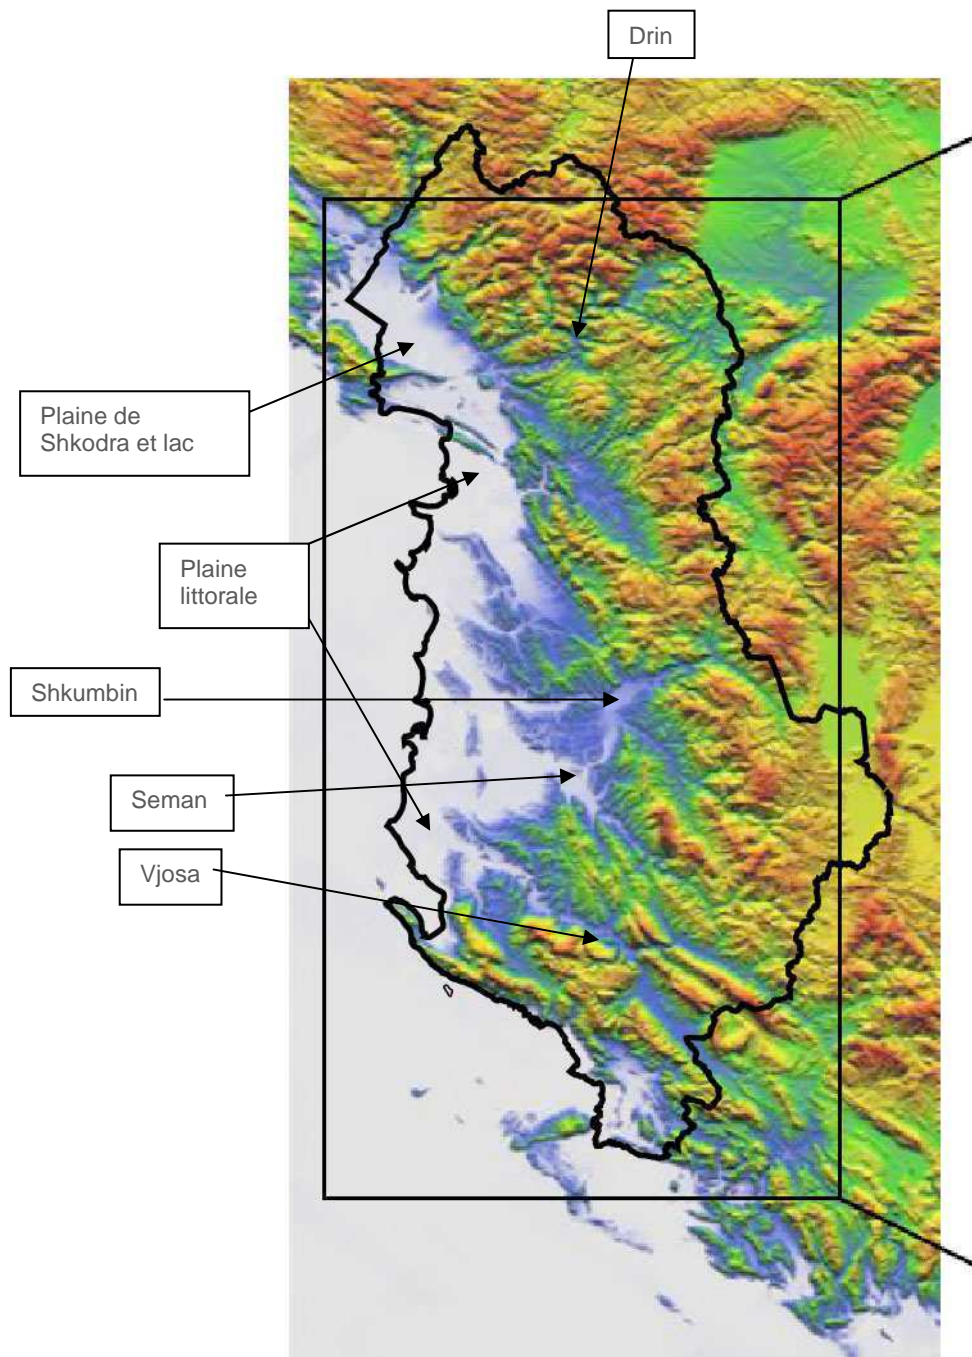 Drin
Plaine de
Shkodra et lac
Plaine
littorale
Shkumbin
Seman
Vjosa